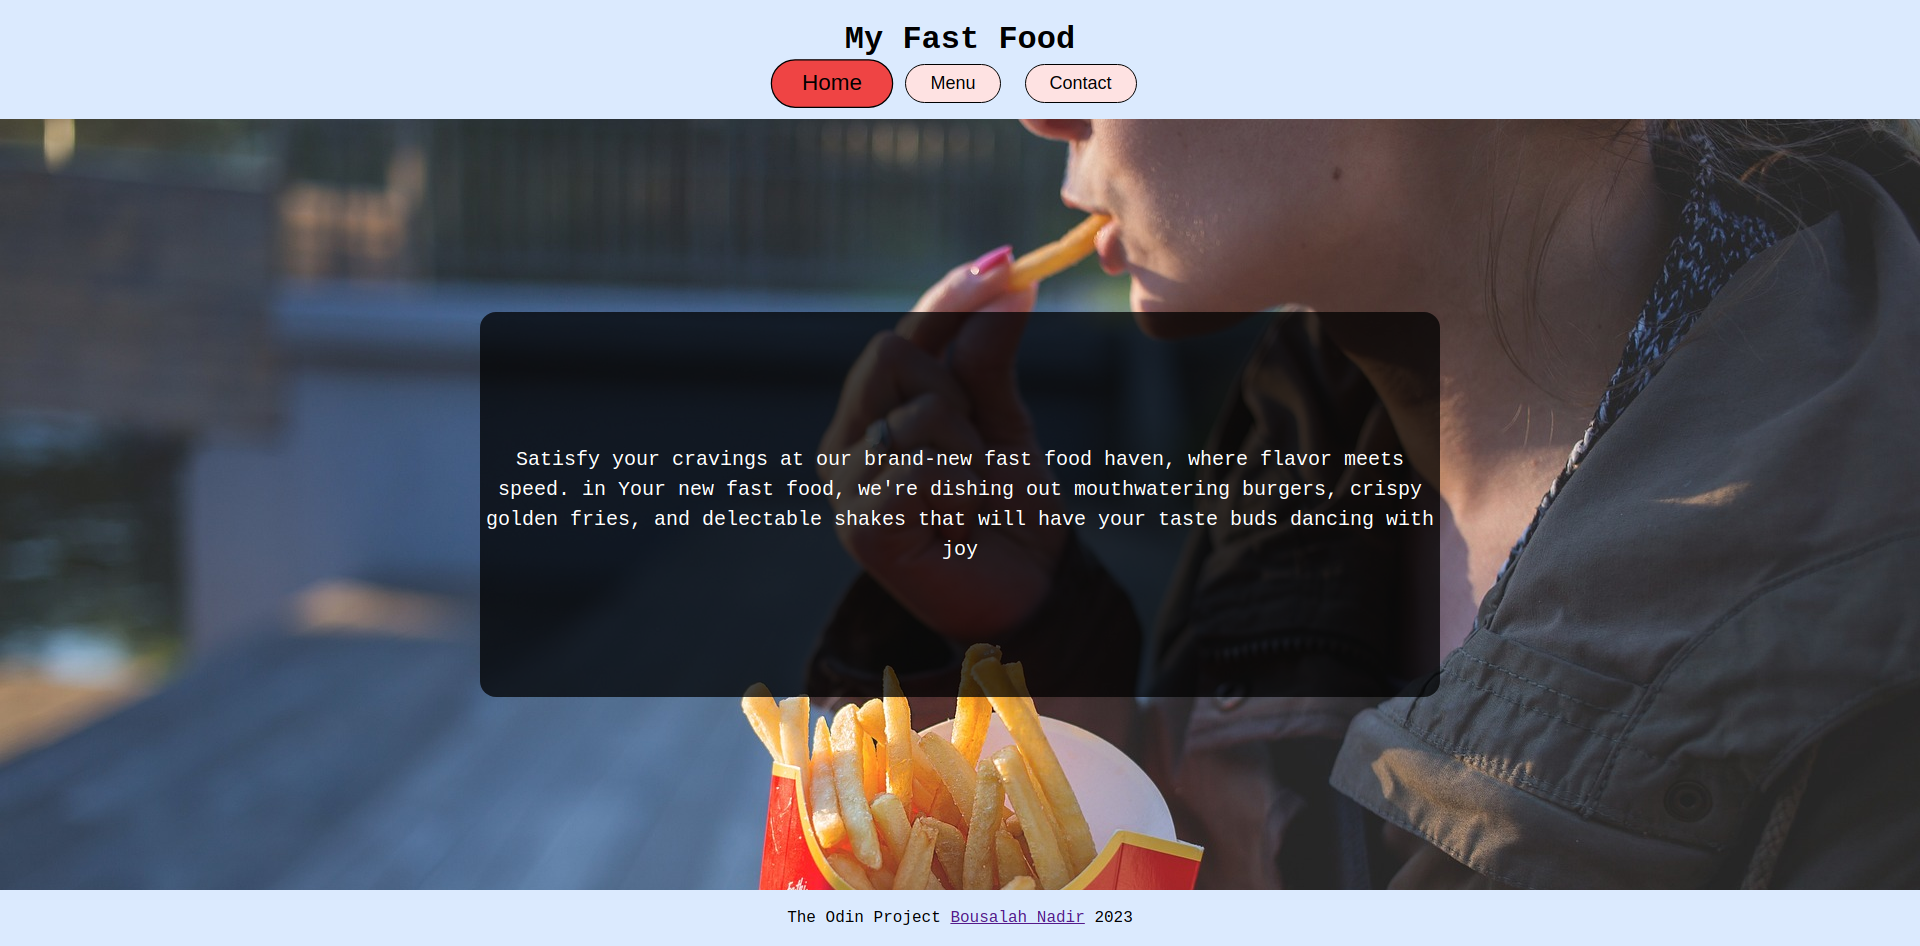 My Fast Food
Home Menu Contact
Satisfy your cravings at our brand-new fast food haven, where flavor meets
speed. in Your new fast food, we're dishing out mouthwatering burgers, crispy
golden fries, and delectable shakes that will have your taste buds dancing with
joy
The Odin Project Bousalah Nadir 2023